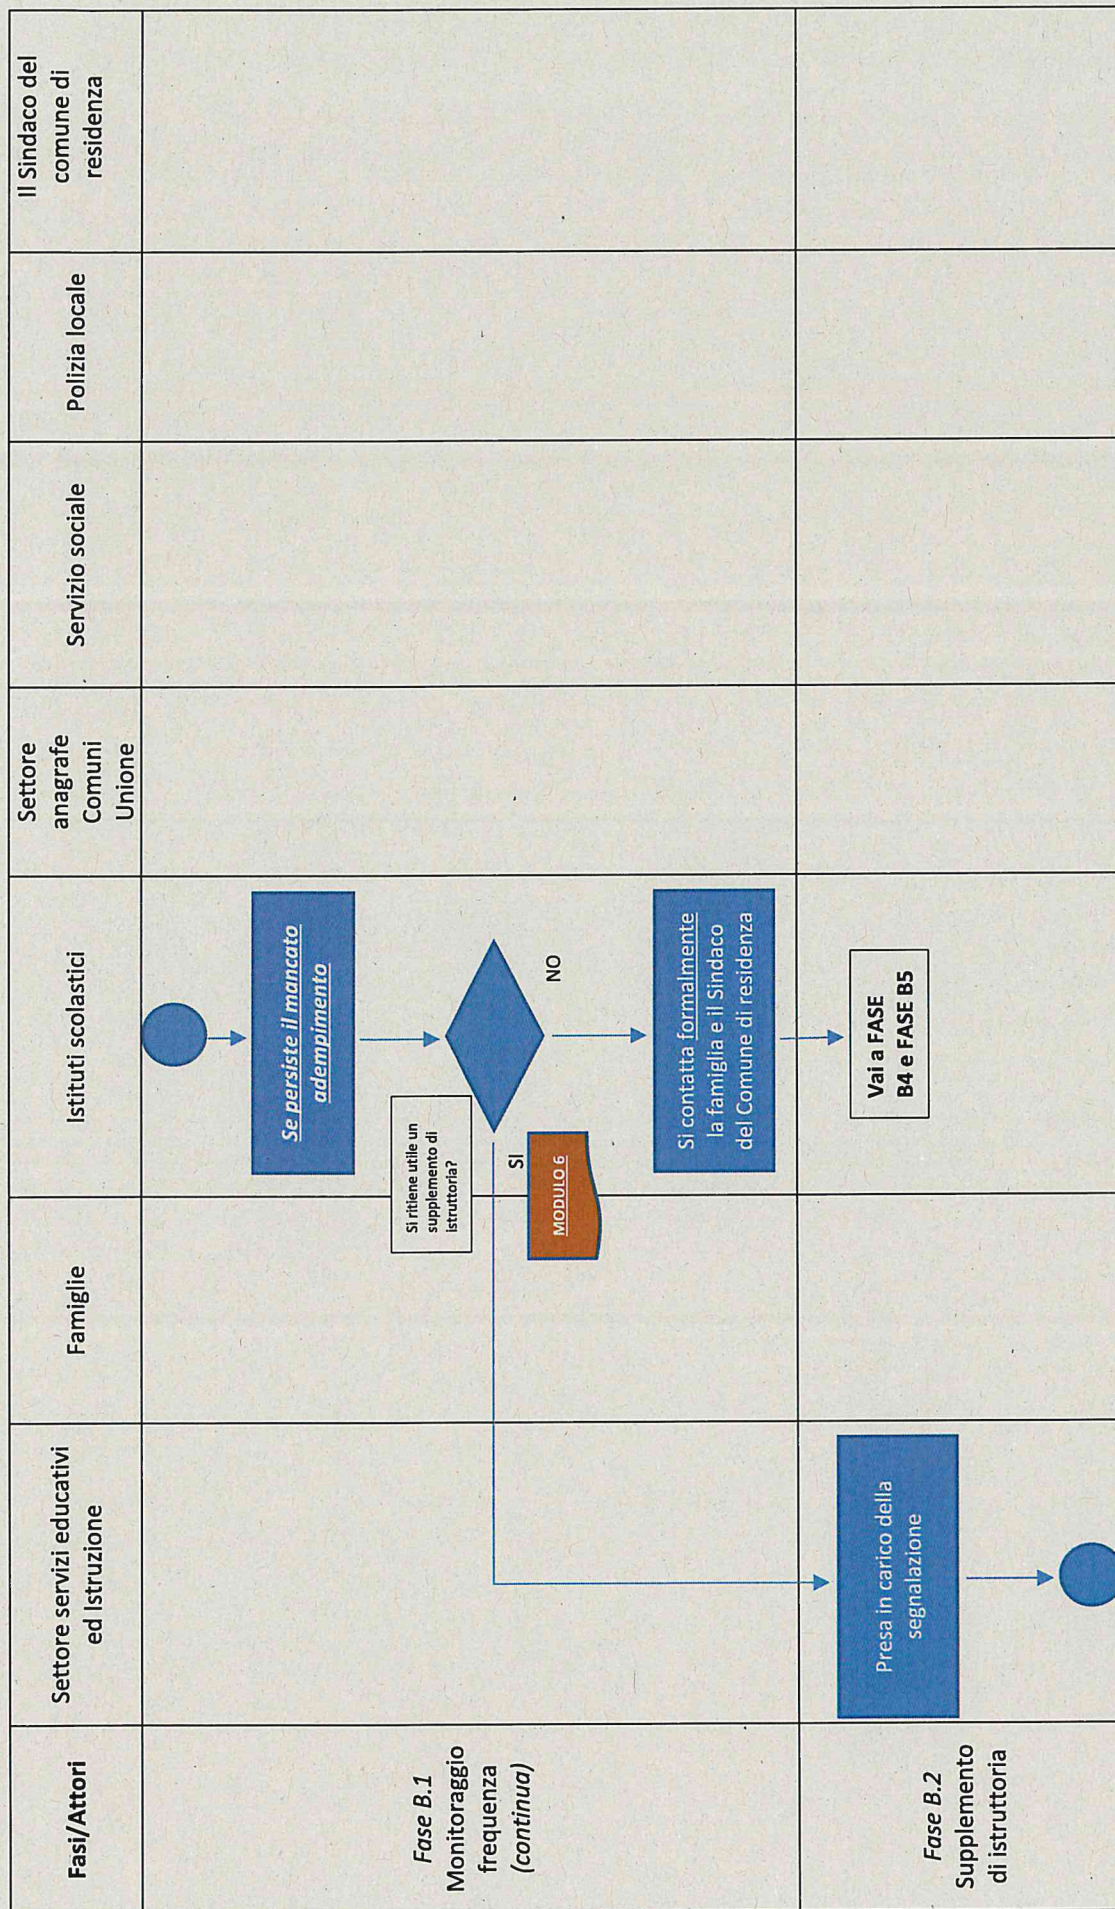 Fasi/Attori
Settore servizi educativi
ed Istruzione
Famiglie
Istituti scolastici
Settore
anagrafe
Comuni
Unione
Servizio sociale
Polizia locale
Il Sindaco del
comune di
residenza
Fase B.1
Monitoraggio
frequenza
(continua)
Se persiste il mancato
adempimento
Si ritiene utile un
supplemento di
istruttoria?
SI
NO
MODULO 6
Si contatta formalmente
la famiglia e il Sindaco
del Comune di residenza
Fase B.2
Supplemento
di istruttoria
Presa in carico della
segnalazione
Vai a FASE
B4 e FASE B5